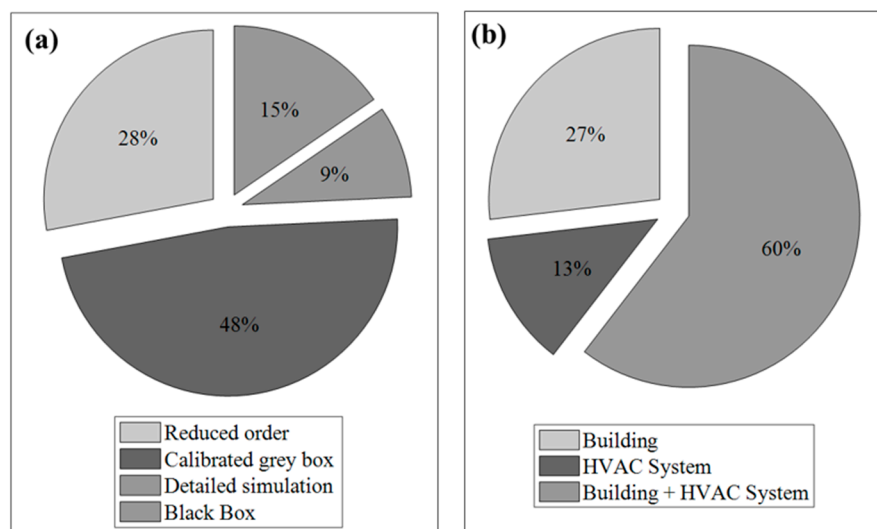 (a)
28%
15%
9%
48%
Reduced order
Calibrated grey box
Detailed simulation
Black Box
(b)
27%
13%
60%
Building
HVAC System
Building + HVAC System